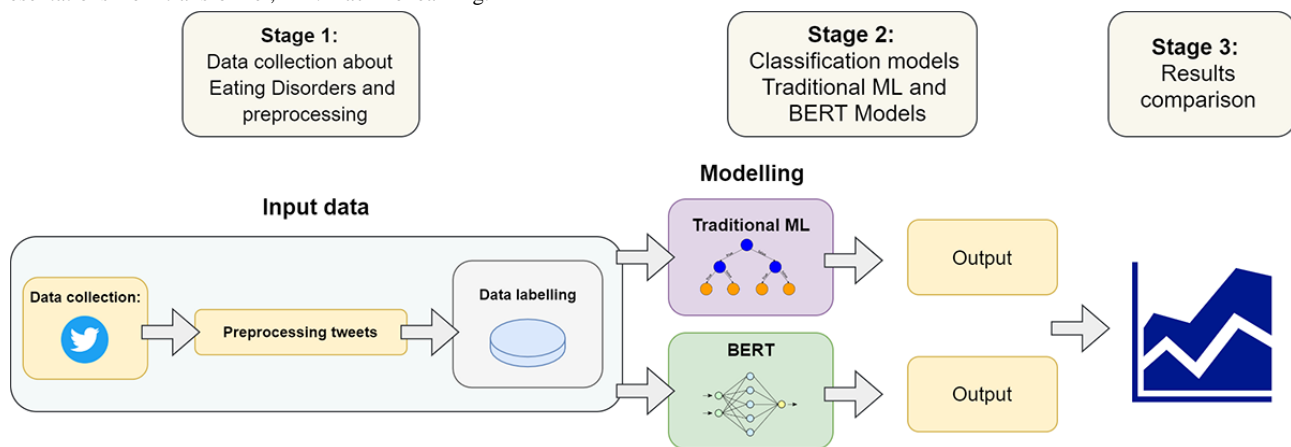 Stage 1:
Data collection about
Eating Disorders and
preprocessing
Stage 2:
Classification models
Traditional ML and
BERT Models
Stage 3:
Results
comparison
Input data
Modelling
Data collection:
Preprocessing tweets
Data labelling
Traditional ML
BERT
Output
Output